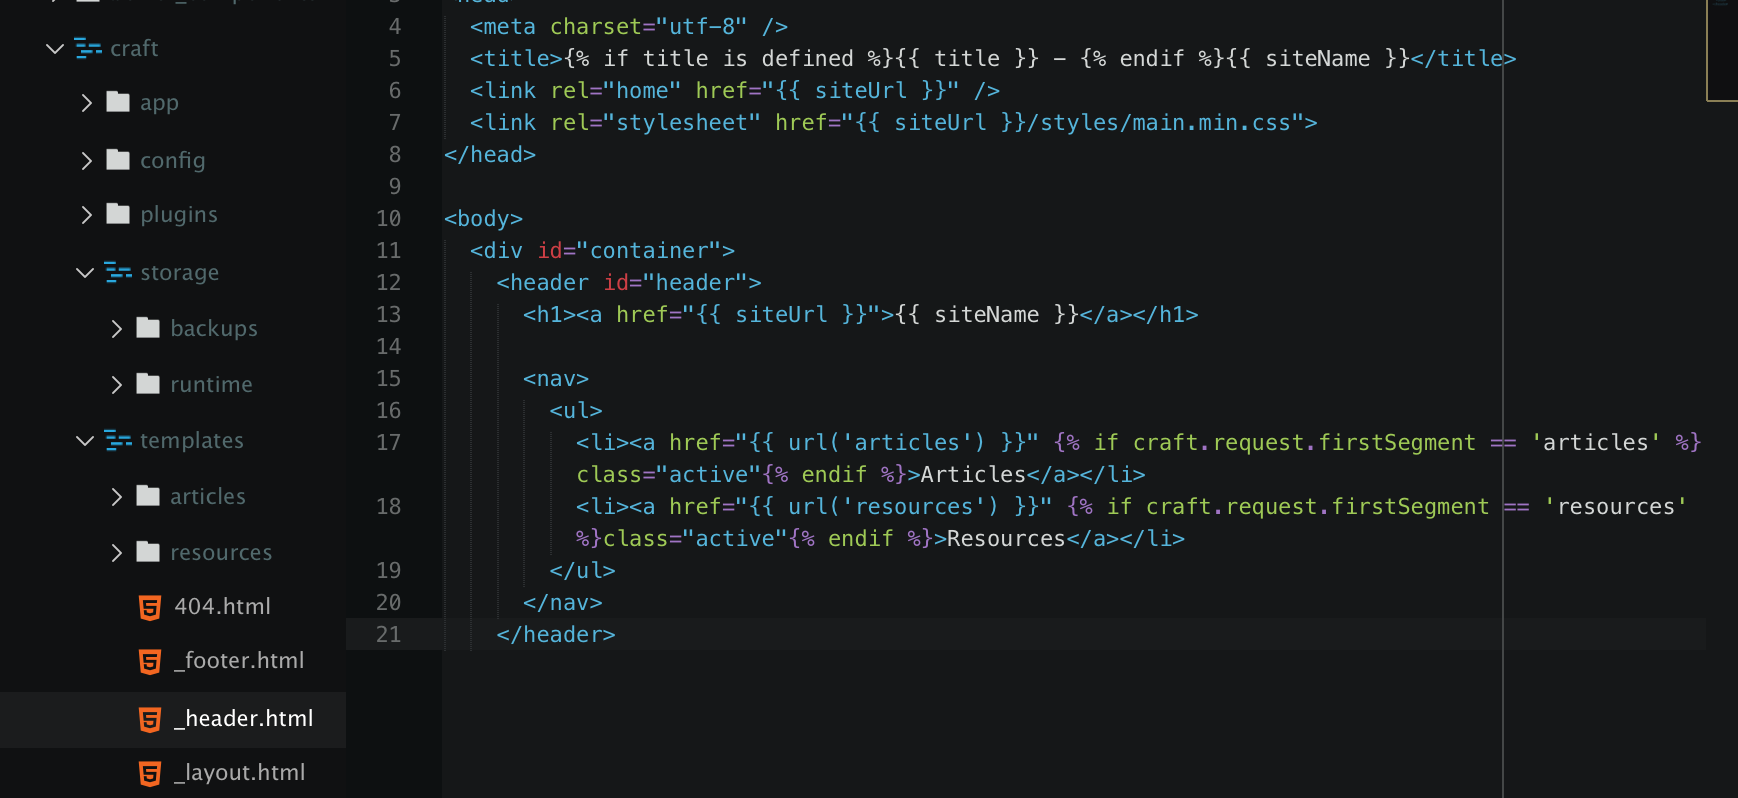 craft
app
config
plugins
storage
backups
runtime
templates
articles
resources
404.html
_footer.html
_header.html
_layout.html
4 <meta charset="utf-8" />
5 <title>{% if title is defined %}{{ title }} - {% endif %}{{ siteName }}</title>
6 <link rel="home" href="{{ siteUrl }}" />
7 <link rel="stylesheet" href="{{ siteUrl }}/styles/main.min.css">
8 </head>
9
10 <body>
11 <div id="container">
12 <header id="header">
13 <h1><a href="{{ siteUrl }}">{{ siteName }}</a></h1>
14
15 <nav>
16 <ul>
17 <li><a href="{{ url('articles') }}" {% if craft.request.firstSegment == 'articles' %}
class="active"{% endif %}>Articles</a></li>
18 <li><a href="{{ url('resources') }}" {% if craft.request.firstSegment == 'resources'
%}class="active"{% endif %}>Resources</a></li>
19 </ul>
20 </nav>
21 </header>